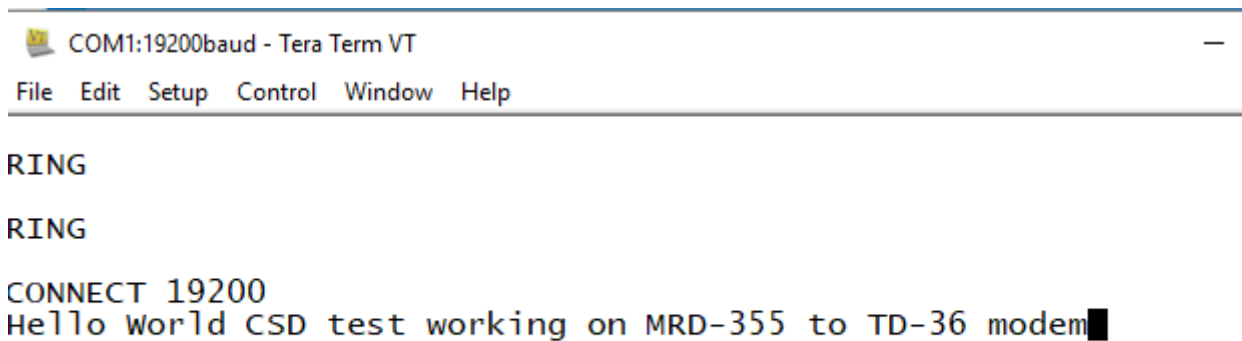 COM1:19200baud - Tera Term VT
File Edit Setup Control Window Help
RING
RING
CONNECT 19200
Hello World CSD test working on MRD-355 to TD-36 modem